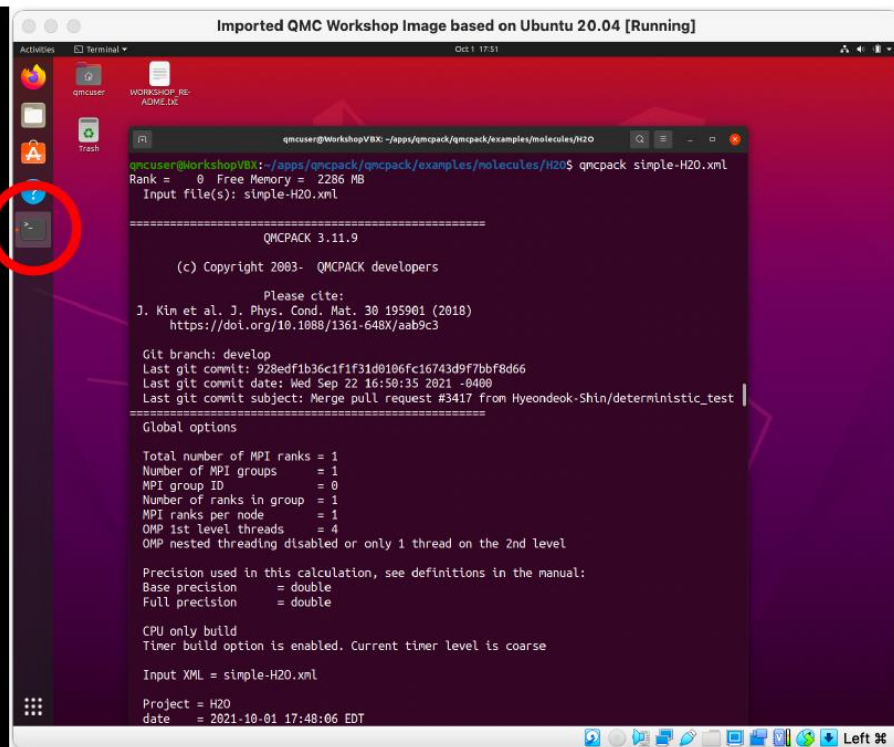 Imported QMC Workshop Image based on Ubuntu 20.04 [Running]
Activities
Terminal
Oct 1 17:51
qmcuser
WORKSHOP_RE-
ADME.txt
Trash
qmcuser@WorkshopVBX: ~/apps/qmcpack/qmcpack/examples/molecules/H2O
qmcuser@WorkshopVBX:~/apps/qmcpack/qmcpack/examples/molecules/H2O$ qmcpack simple-H2O.xml
Rank =    0  Free Memory =  2286 MB
Input file(s): simple-H2O.xml
=====================================================
QMCPACK 3.11.9
(c) Copyright 2003-  QMCPACK developers
Please cite:
J. Kim et al. J. Phys. Cond. Mat. 30 195901 (2018)
https://doi.org/10.1088/1361-648X/aab9c3
Git branch: develop
Last git commit: 928edf1b36c1f1f31d0106fc16743d9f7bbf8d66
Last git commit date: Wed Sep 22 16:50:35 2021 -0400
Last git commit subject: Merge pull request #3417 from Hyeondeok-Shin/deterministic_test
=====================================================
Global options
Total number of MPI ranks = 1
Number of MPI groups      = 1
MPI group ID              = 0
Number of ranks in group  = 1
MPI ranks per node        = 1
OMP 1st level threads     = 4
OMP nested threading disabled or only 1 thread on the 2nd level
Precision used in this calculation, see definitions in the manual:
Base precision      = double
Full precision      = double
CPU only build
Timer build option is enabled. Current timer level is coarse
Input XML = simple-H2O.xml
Project = H2O
date    = 2021-10-01 17:48:06 EDT
Left ⌘